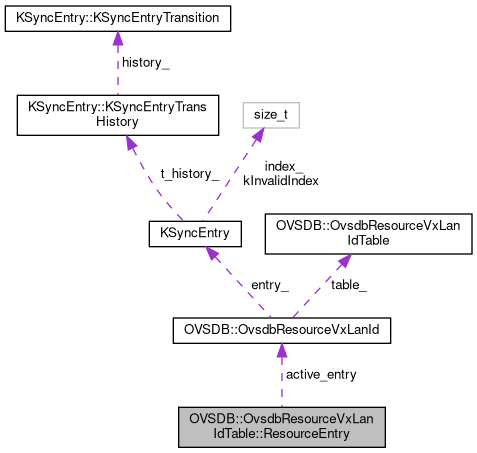 KSyncEntry::KSyncEntryTransition
history_
KSyncEntry::KSyncEntryTrans
History
size_t
t_history_
index_
kInvalidIndex
KSyncEntry
OVSDB::OvsdbResourceVxLan
IdTable
entry_
table_
OVSDB::OvsdbResourceVxLanId
active_entry
OVSDB::OvsdbResourceVxLan
IdTable::ResourceEntry